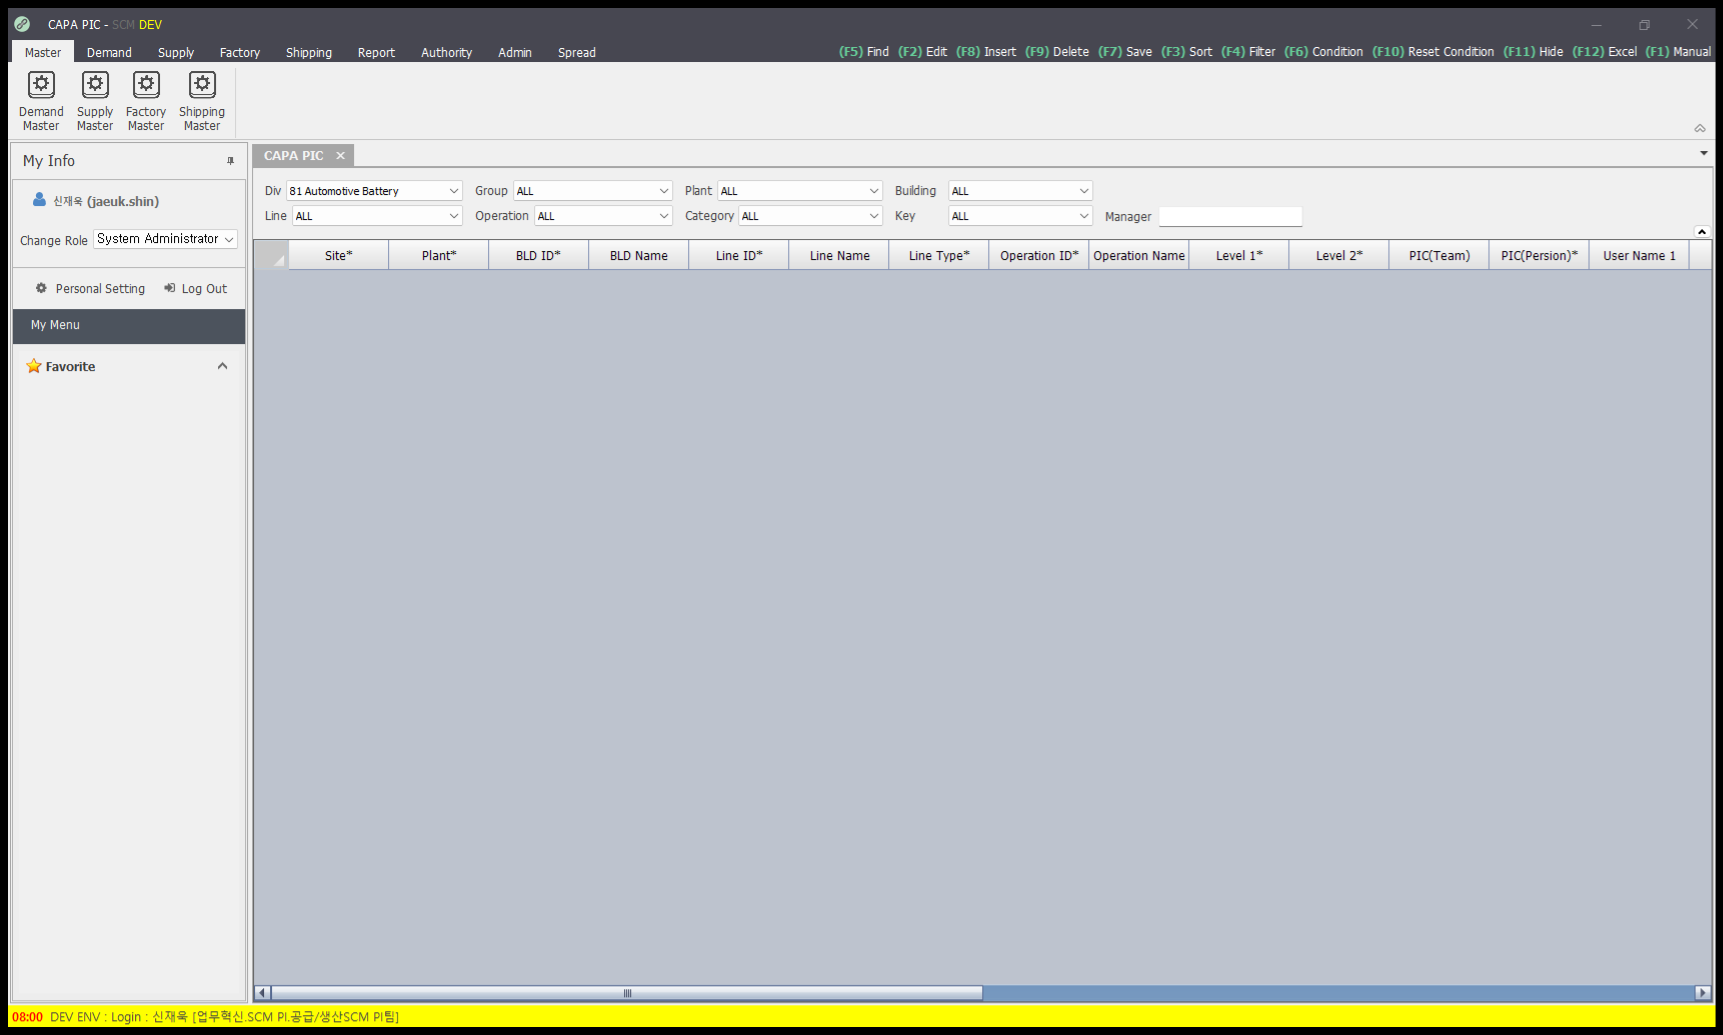 CAPA PIC - SCM DEV
Master Demand Supply Factory Shipping Report Authority Admin Spread (F5) Find (F2) Edit (F8) Insert (F9) Delete (F7) Save (F3) Sort (F4) Filter (F6) Condition (F10) Reset Condition (F11) Hide (F12) Excel (F1) Manual
Demand Master
Supply Master
Factory Master
Shipping Master
My Info
신재욱 (jaeuk.shin)
Change Role System Administrator
Personal Setting Log Out
My Menu
Favorite
CAPA PIC
Div 81 Automotive Battery Group ALL Plant ALL Building ALL
Line ALL Operation ALL Category ALL Key ALL Manager
Site* Plant* BLD ID* BLD Name Line ID* Line Name Line Type* Operation ID* Operation Name Level 1* Level 2* PIC(Team) PIC(Persion)* User Name 1
08:00 DEV ENV : Login : 신재욱 [업무혁신.SCM PI.공급/생산SCM PI팀]